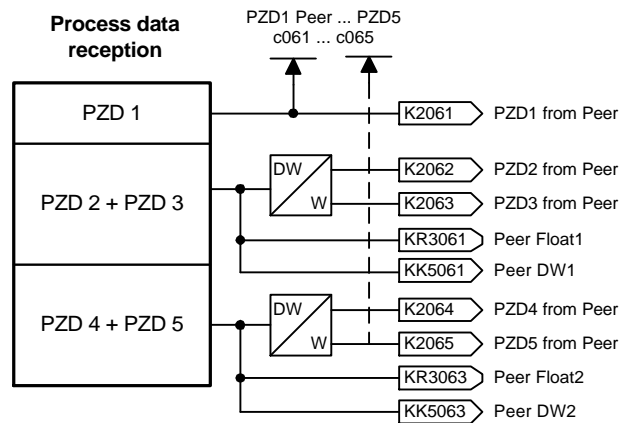 Process data
reception
PZD1 Peer ... PZD5
c061 ... c065
PZD 1
K2061 PZD1 from Peer
PZD 2 + PZD 3
DW
W
K2062 PZD2 from Peer
K2063 PZD3 from Peer
KR3061 Peer Float1
KK5061 Peer DW1
PZD 4 + PZD 5
DW
W
K2064 PZD4 from Peer
K2065 PZD5 from Peer
KR3063 Peer Float2
KK5063 Peer DW2